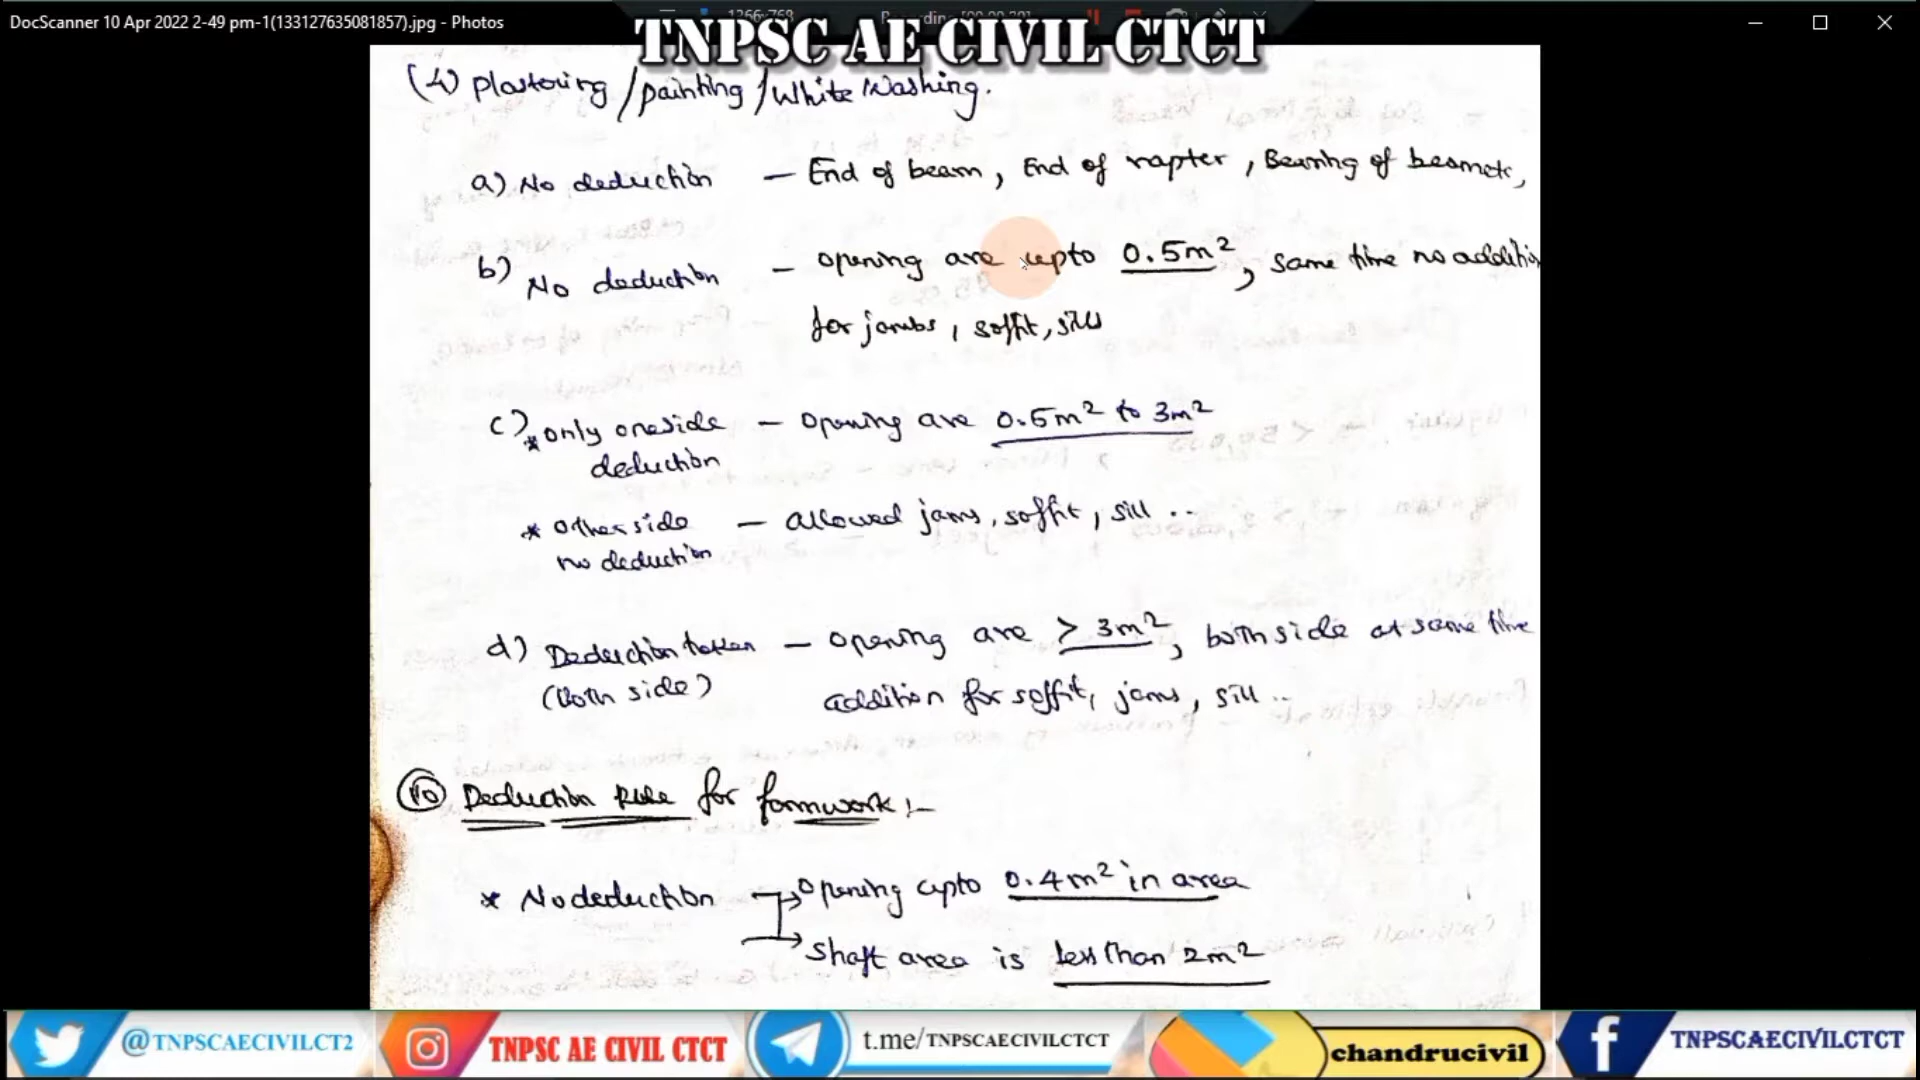 DocScanner 10 Apr 2022 2-49 pm-1(133127635081857).jpg - Photos
TNPSC AE CIVIL CTCT
(4) plastering /painting /White Washing.
a) No deduction — End of beam, End of rapter, Bearing of beam etc,
b) No deduction — opening are upto 0.5m², same time no addition
for jambs, soffit, sills
c) * only oneside deduction — opening are 0.5m² to 3m²
* Other side no deduction — allowed jams, soffit, sill ..
d) Deduction taken (both side) — opening are > 3m², both side at same time
addition for soffit, jams, sill ..
(10) Deduction Rule for formwork :-
* No deduction → opening upto 0.4m² in area
→ shaft area is less than 2m²
@TNPSCAECIVILCT2
TNPSC AE CIVIL CTCT
t.me/TNPSCAECIVILCTCT
chandrucivil
TNPSCAECIVILCTCT